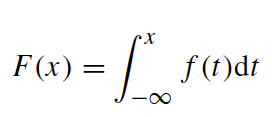 F(x) = ∫_{-∞}^{x} f(t)dt